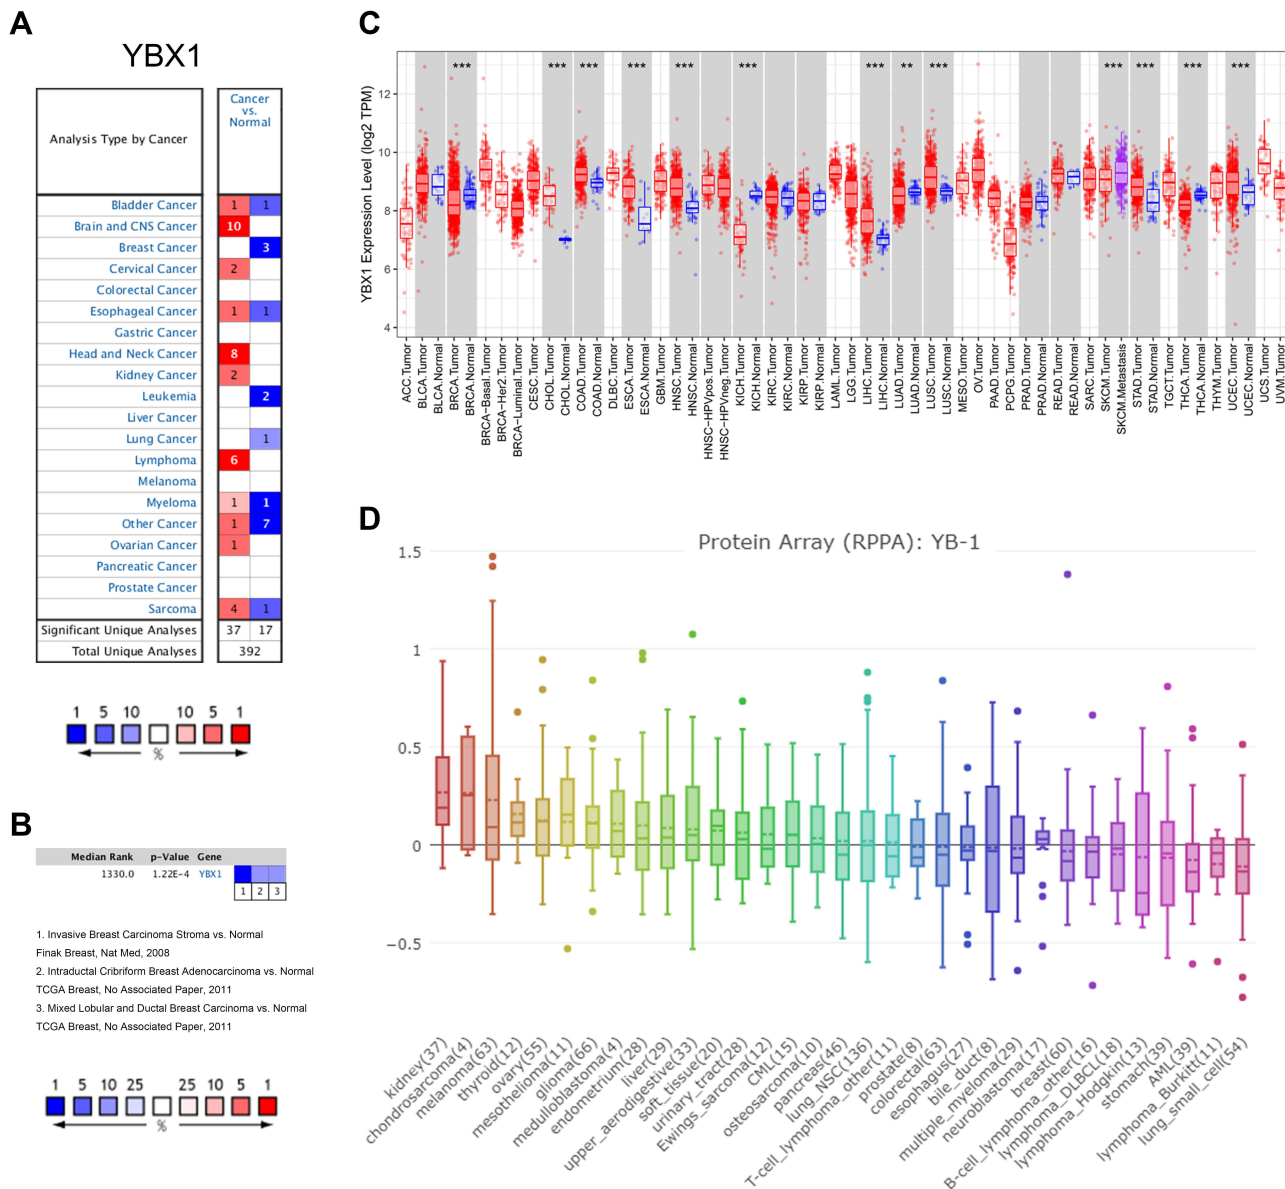 A
YBX1
Analysis Type by Cancer
Cancer
vs.
Normal
Bladder Cancer 1 1
Brain and CNS Cancer 10
Breast Cancer 3
Cervical Cancer 2
Colorectal Cancer
Esophageal Cancer 1 1
Gastric Cancer
Head and Neck Cancer 8
Kidney Cancer 2
Leukemia 2
Liver Cancer
Lung Cancer 1
Lymphoma 6
Melanoma
Myeloma 1 1
Other Cancer 1 7
Ovarian Cancer 1
Pancreatic Cancer
Prostate Cancer
Sarcoma 4 1
Significant Unique Analyses 37 17
Total Unique Analyses 392
1 5 10 10 5 1
%
B
Median Rank p-Value Gene
1330.0 1.22E-4 YBX1
1 2 3
1. Invasive Breast Carcinoma Stroma vs. Normal
Finak Breast, Nat Med, 2008
2. Intraductal Cribriform Breast Adenocarcinoma vs. Normal
TCGA Breast, No Associated Paper, 2011
3. Mixed Lobular and Ductal Breast Carcinoma vs. Normal
TCGA Breast, No Associated Paper, 2011
1 5 10 25 25 10 5 1
%
C
YBX1 Expression Level (log2 TPM)
12
10
8
6
4
*** *** *** *** *** *** *** ** *** *** *** *** ***
ACC.Tumor
BLCA.Tumor
BLCA.Normal
BRCA.Tumor
BRCA.Normal
BRCA-Basal.Tumor
BRCA-Her2.Tumor
BRCA-Luminal.Tumor
CESC.Tumor
CHOL.Tumor
CHOL.Normal
COAD.Tumor
COAD.Normal
DLBC.Tumor
ESCA.Tumor
ESCA.Normal
GBM.Tumor
HNSC.Tumor
HNSC.Normal
HNSC-HPVpos.Tumor
HNSC-HPVneg.Tumor
KICH.Tumor
KICH.Normal
KIRC.Tumor
KIRC.Normal
KIRP.Tumor
KIRP.Normal
LAML.Tumor
LGG.Tumor
LIHC.Tumor
LIHC.Normal
LUAD.Tumor
LUAD.Normal
LUSC.Tumor
LUSC.Normal
MESO.Tumor
OV.Tumor
PAAD.Tumor
PCPG.Tumor
PRAD.Tumor
PRAD.Normal
READ.Tumor
READ.Normal
SARC.Tumor
SKCM.Tumor
SKCM.Metastasis
STAD.Tumor
STAD.Normal
TGCT.Tumor
THCA.Tumor
THCA.Normal
THYM.Tumor
UCEC.Tumor
UCEC.Normal
UCS.Tumor
UVM.Tumor
D
Protein Array (RPPA): YB-1
1.5
1
0.5
0
−0.5
kidney(37)
chondrosarcoma(4)
melanoma(63)
thyroid(12)
ovary(55)
mesothelioma(11)
glioma(66)
medulloblastoma(4)
endometrium(28)
liver(29)
upper_aerodigestive(33)
soft_tissue(20)
urinary_tract(28)
Ewings_sarcoma(12)
CML(15)
osteosarcoma(10)
pancreas(46)
lung_NSC(136)
T-cell_lymphoma_other(11)
prostate(8)
colorectal(63)
esophagus(27)
bile_duct(8)
multiple_myeloma(29)
neuroblastoma(17)
breast(60)
B-cell_lymphoma_other(16)
lymphoma_DLBCL(18)
lymphoma_Hodgkin(13)
stomach(39)
AML(39)
lymphoma_Burkitt(11)
lung_small_cell(54)